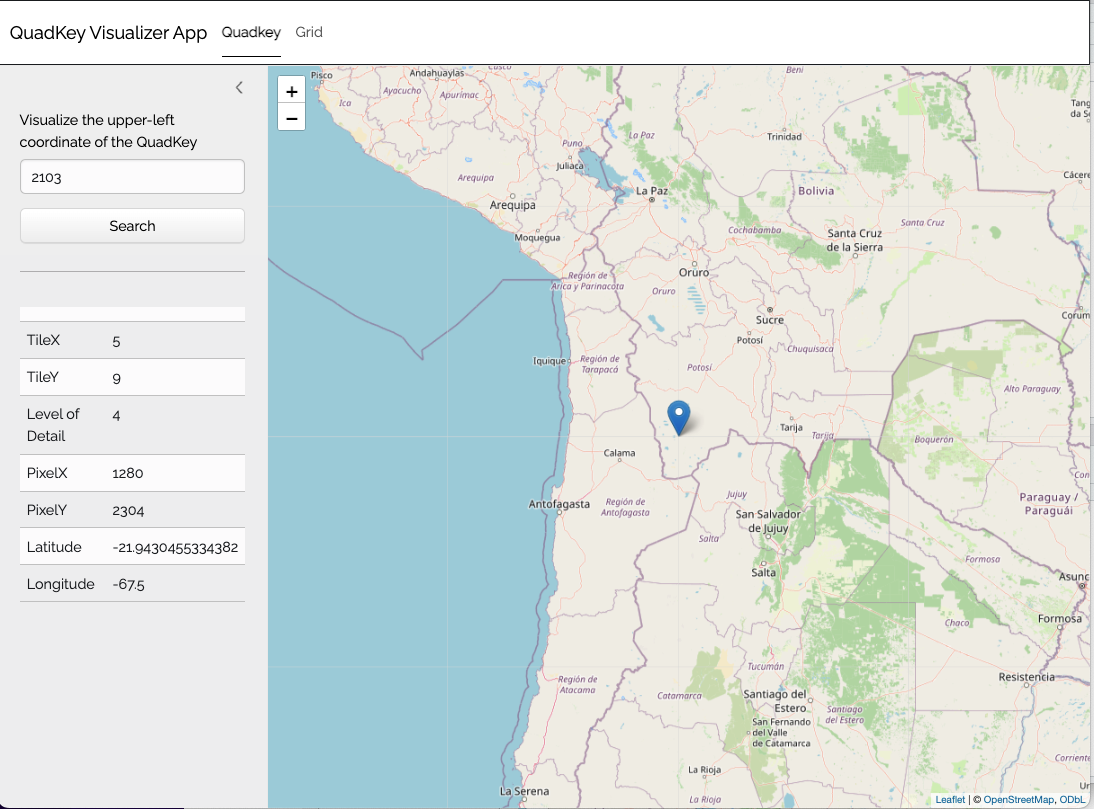 QuadKey Visualizer App Quadkey Grid
Visualize the upper-left
coordinate of the QuadKey
2103
Search
TileX 5
TileY 9
Level of 4
Detail
PixelX 1280
PixelY 2304
Latitude -21.9430455334382
Longitude -67.5
+
−
Pisco
Andahuaylas
Cusco
Beni
Ayacucho
Apurímac
Ica
Trinidad
La Paz
Puno
Juliaca
Arequipa
La Paz
Bolivia
Cácere
Arequipa
Moquegua
Cochabamba
Santa Cruz
Santa Cruz
de la Sierra
Oruro
Región de
Arica y Parinacota
Oruro
Sucre
Corum
Potosí
Chuquisaca
Iquique
Región de
Tarapacá
Potosí
Alto Paraguay
Tarija
Tarija
Boquerón
Calama
Antofagasta
Región de
Antofagasta
Jujuy
San Salvador
de Jujuy
Paraguay /
Paraguái
Salta
Salta
Formosa
Asunc
Formosa
Chaco
Tucumán
Resistencia
Región de
Atacama
Catamarca
Santiago del
Estero
Santiago
del Estero
San Fernando
del Valle
de Catamarca
Corriente
La Rioja
La Serena
La Rioja
Leaflet | © OpenStreetMap, ODbL